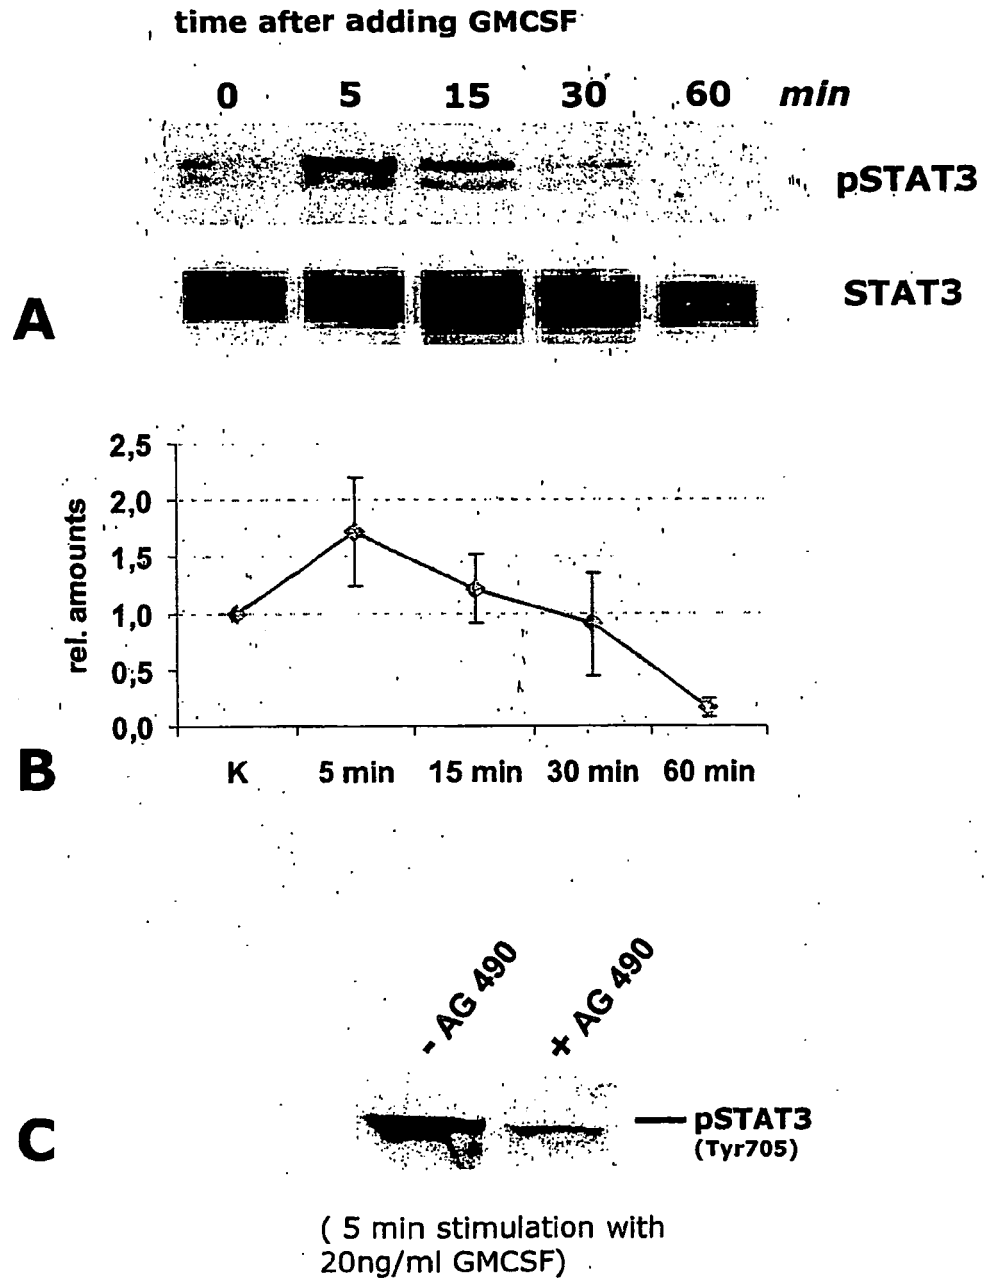 time after adding GMCSF
0 5 15 30 60 min
pSTAT3
STAT3
A
2,5
2,0
1,5
1,0
0,5
0,0
rel. amounts
K 5 min 15 min 30 min 60 min
B
- AG 490
+ AG 490
C
pSTAT3
(Tyr705)
( 5 min stimulation with
20ng/ml GMCSF)